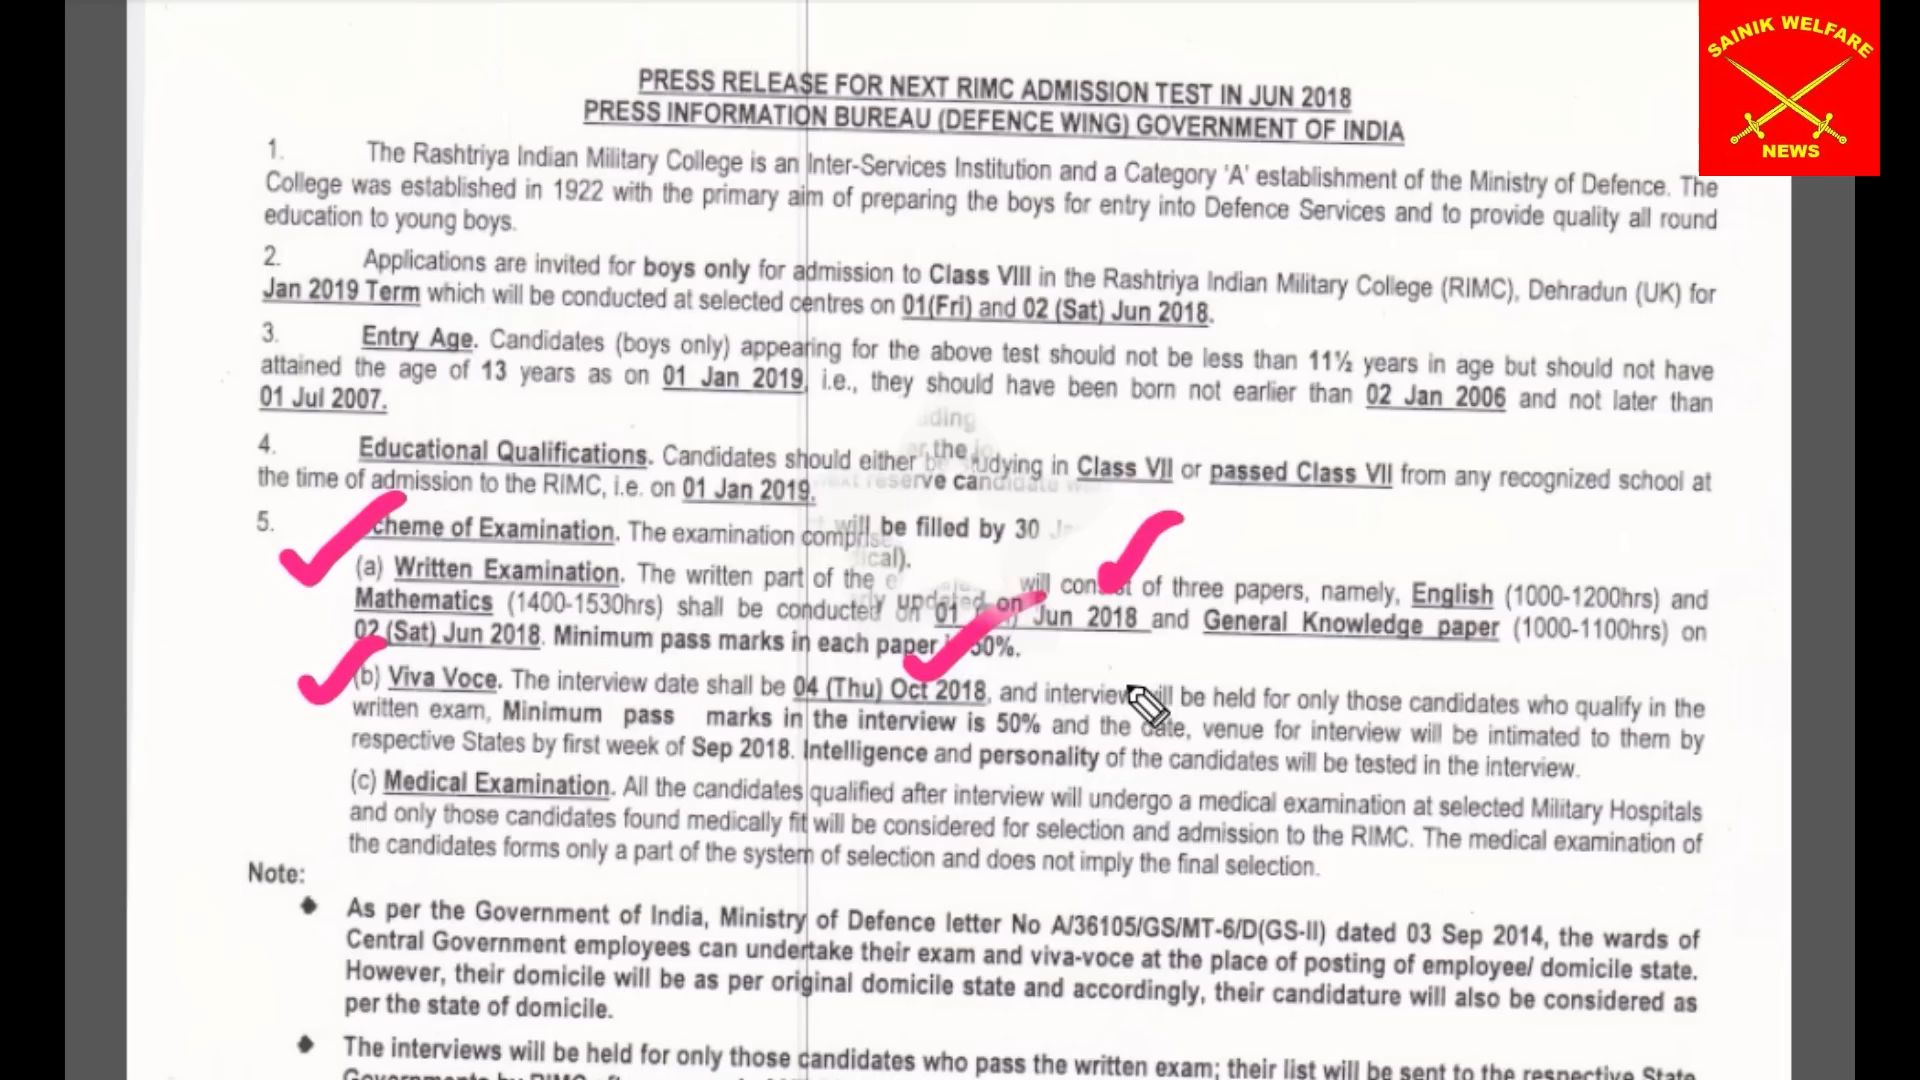 SAINIK WELFARE
NEWS
PRESS RELEASE FOR NEXT RIMC ADMISSION TEST IN JUN 2018
PRESS INFORMATION BUREAU (DEFENCE WING) GOVERNMENT OF INDIA
1. The Rashtriya Indian Military College is an Inter-Services Institution and a Category 'A' establishment of the Ministry of Defence. The
College was established in 1922 with the primary aim of preparing the boys for entry into Defence Services and to provide quality all round
education to young boys.
2. Applications are invited for boys only for admission to Class VIII in the Rashtriya Indian Military College (RIMC), Dehradun (UK) for
Jan 2019 Term which will be conducted at selected centres on 01(Fri) and 02 (Sat) Jun 2018.
3. Entry Age. Candidates (boys only) appearing for the above test should not be less than 11½ years in age but should not have
attained the age of 13 years as on 01 Jan 2019, i.e., they should have been born not earlier than 02 Jan 2006 and not later than
01 Jul 2007.
4. Educational Qualifications. Candidates should either studying in Class VII or passed Class VII from any recognized school at
the time of admission to the RIMC, i.e. on 01 Jan 2019. reserve candidate
5. cheme of Examination. The examination will be filled by 30
(a) Written Examination. The written part of the will of three papers, namely, English (1000-1200hrs) and
Mathematics (1400-1530hrs) shall be conducted on 01 Jun 2018 and General Knowledge paper (1000-1100hrs) on
02 (Sat) Jun 2018. Minimum pass marks in each paper 50%.
(b) Viva Voce. The interview date shall be 04 (Thu) Oct 2018, and interview will be held for only those candidates who qualify in the
written exam, Minimum pass marks in the interview is 50% and the date, venue for interview will be intimated to them by
respective States by first week of Sep 2018. Intelligence and personality of the candidates will be tested in the interview.
(c) Medical Examination. All the candidates qualified after interview will undergo a medical examination at selected Military Hospitals
and only those candidates found medically fit will be considered for selection and admission to the RIMC. The medical examination of
the candidates forms only a part of the system of selection and does not imply the final selection.
Note:
♦ As per the Government of India, Ministry of Defence letter No A/36105/GS/MT-6/D(GS-II) dated 03 Sep 2014, the wards of
Central Government employees can undertake their exam and viva-voce at the place of posting of employee/ domicile state.
However, their domicile will be as per original domicile state and accordingly, their candidature will also be considered as
per the state of domicile.
♦ The interviews will be held for only those candidates who pass the written exam; their list will be sent to the respective State